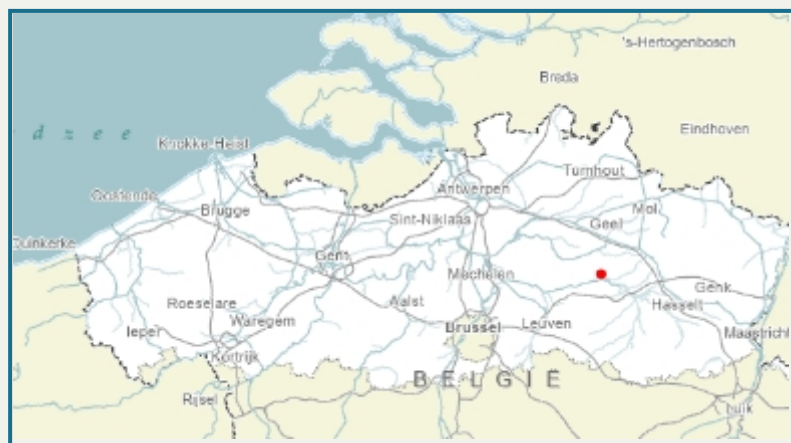 's-Hertogenbosch
Breda
Eindhoven
d z e e
Knokke-Heist
Turnhout
Antwerpen
Oostende
Mol
Brugge
Sint-Niklaas
Geel
Duinkerke
Gent
Mechelen
Genk
Roeselare
Aalst
Hasselt
Ieper
Waregem
Brussel
Leuven
Maastricht
Kortrijk
BELGIË
Rijsel
Luik